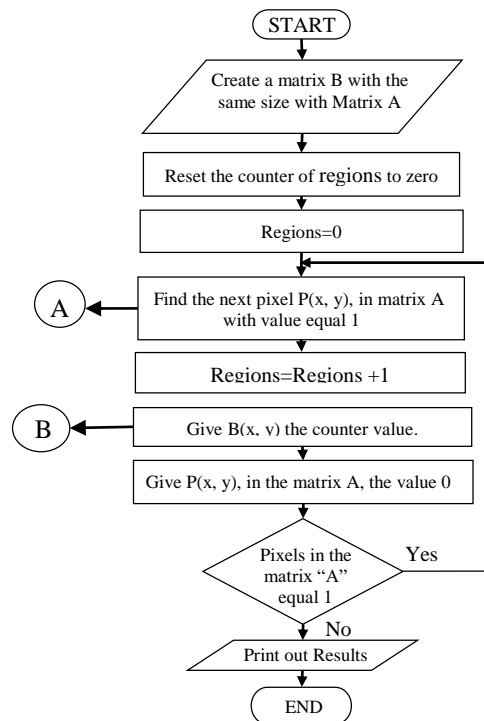 START
Create a matrix B with the
same size with Matrix A
Reset the counter of regions to zero
Regions=0
A
Find the next pixel P(x, y), in matrix A
with value equal 1
Regions=Regions +1
B
Give B(x, y) the counter value.
Give P(x, y), in the matrix A, the value 0
Pixels in the
matrix “A”
equal 1
Yes
No
Print out Results
END